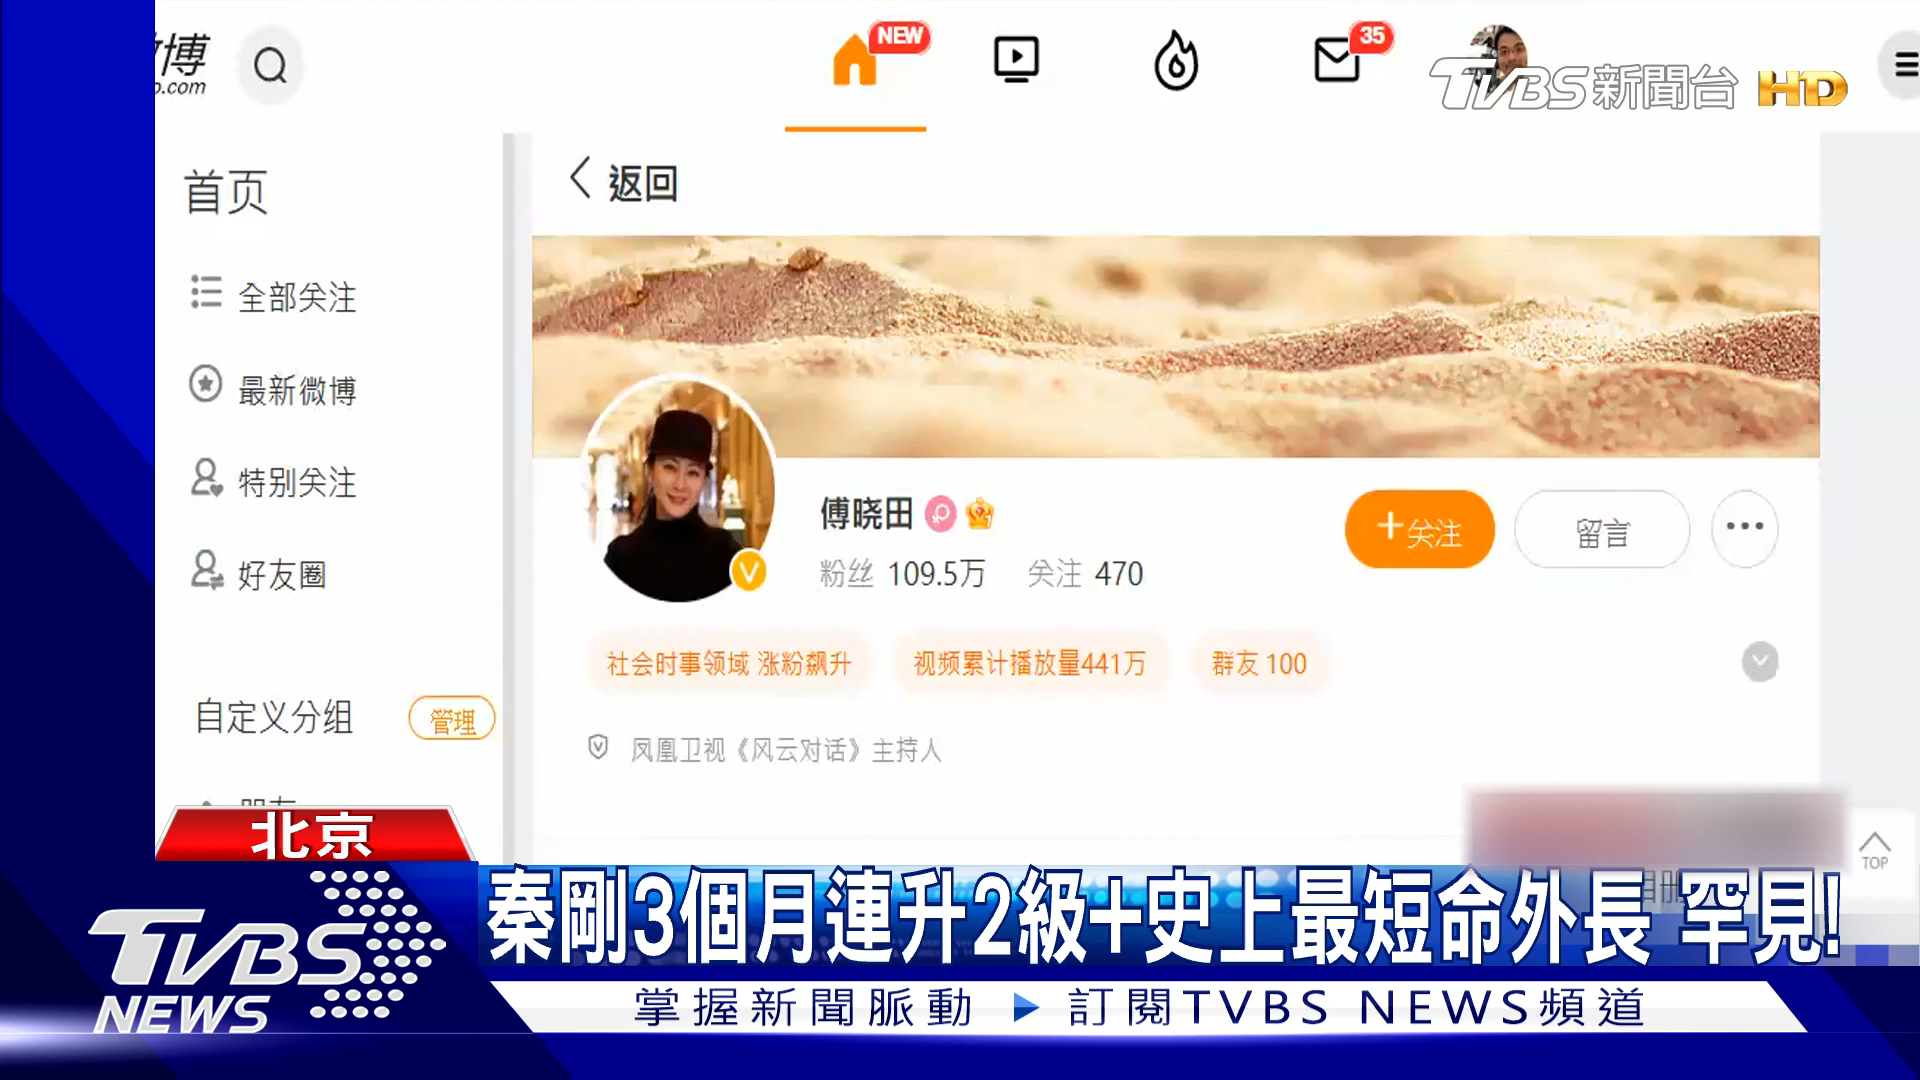 博
o.com
NEW
35
TVBS新聞台 HD
首页
全部关注
最新微博
特别关注
好友圈
自定义分组 管理
朋友
返回
傅晓田
粉丝 109.5万 关注 470
+关注
留言
社会时事领域 涨粉飙升
视频累计播放量441万
群友 100
凤凰卫视《风云对话》主持人
TOP
北京
秦剛3個月連升2級+史上最短命外長 罕見!
TVBS
NEWS
掌握新聞脈動 ▶ 訂閱TVBS NEWS頻道